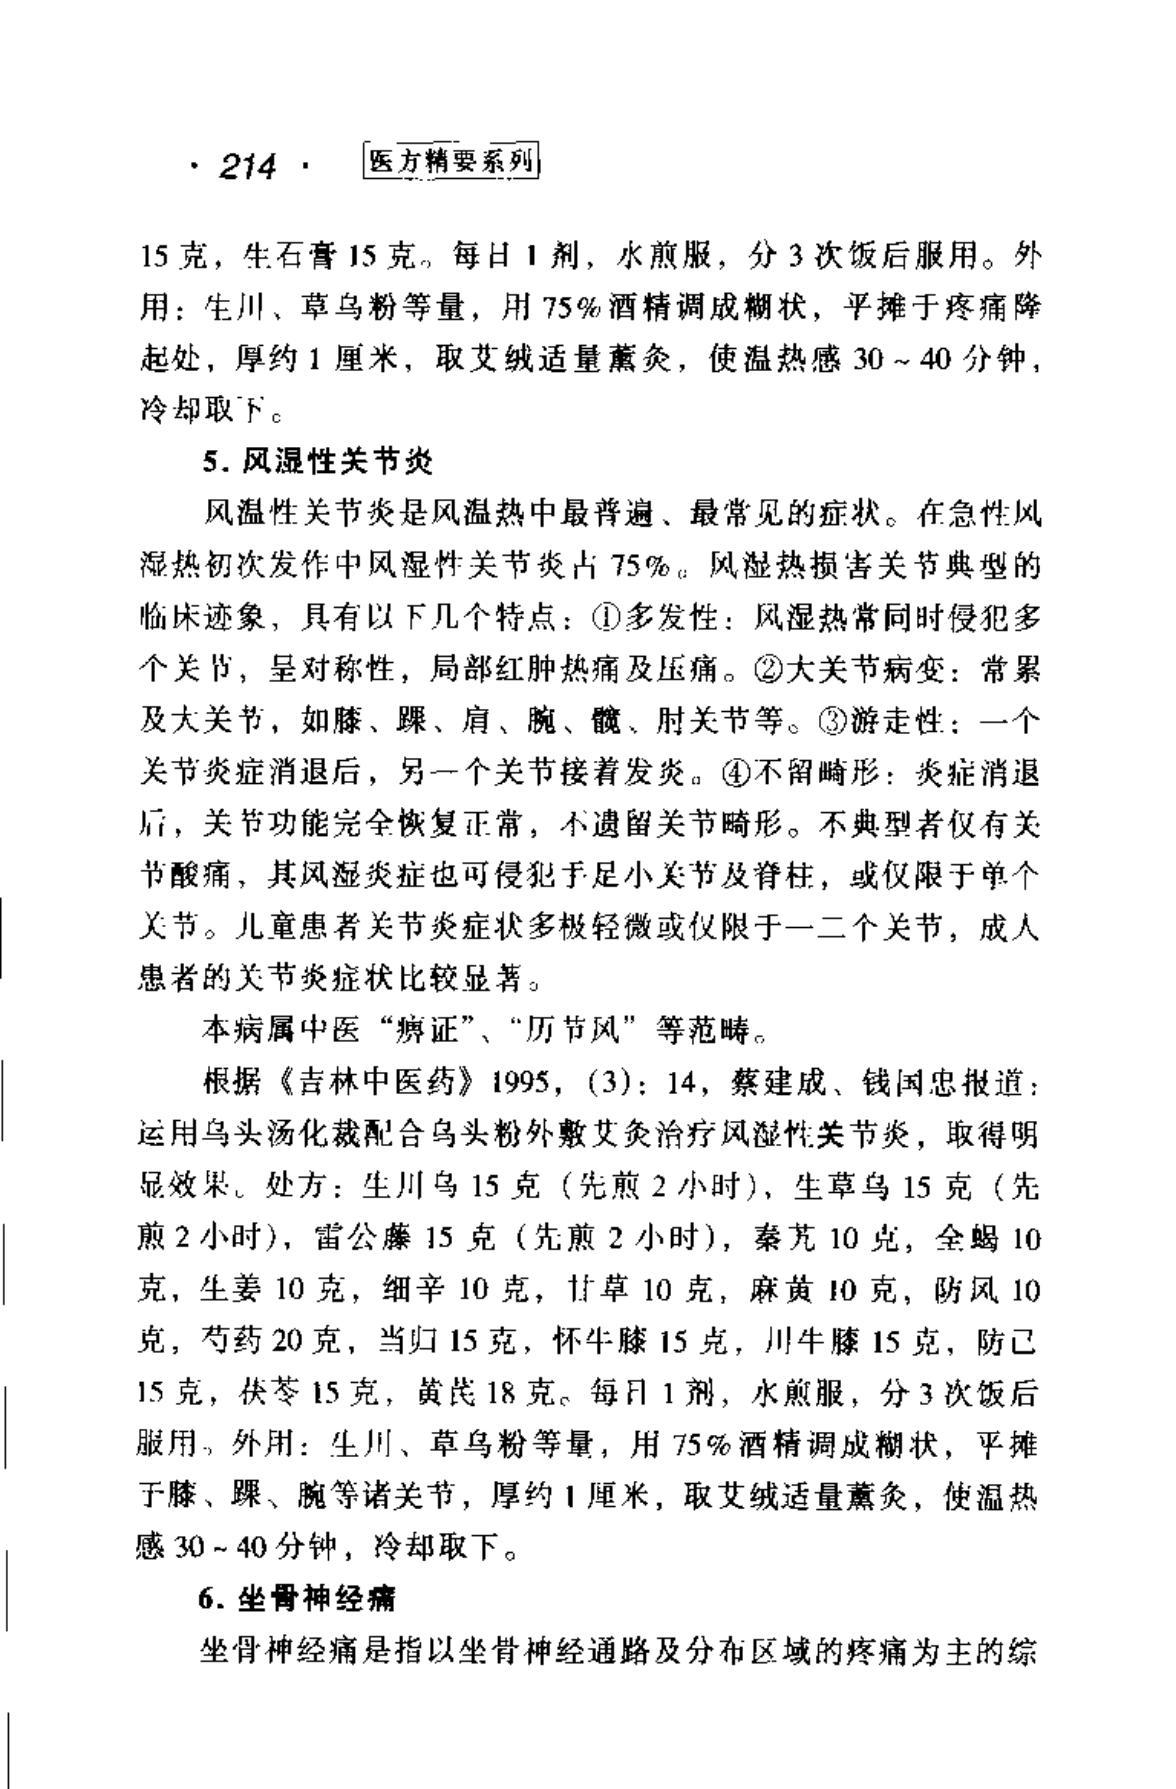 · 214 · 医方精要系列
15 克，生石膏 15 克。每日 1 剂，水煎服，分 3 次饭后服用。外
用：生川、草乌粉等量，用 75%酒精调成糊状，平摊于疼痛隆
起处，厚约 1 厘米，取艾绒适量薰灸，使温热感 30～40 分钟，
冷却取下。
5. 风湿性关节炎
风温性关节炎是风温热中最普遍、最常见的症状。在急性风
湿热初次发作中风湿性关节炎占 75%。风湿热损害关节典型的
临床迹象，具有以下几个特点：①多发性：风湿热常同时侵犯多
个关节，呈对称性，局部红肿热痛及压痛。②大关节病变：常累
及大关节，如膝、踝、肩、腕、髋、肘关节等。③游走性：一个
关节炎症消退后，另一个关节接着发炎。④不留畸形：炎症消退
后，关节功能完全恢复正常，不遗留关节畸形。不典型者仅有关
节酸痛，其风湿炎症也可侵犯手足小关节及脊柱，或仅限于单个
关节。儿童患者关节炎症状多极轻微或仅限于一二个关节，成人
患者的关节炎症状比较显著。
本病属中医“痹证”、“历节风”等范畴。
根据《吉林中医药》1995，(3)：14，蔡建成、钱国忠报道：
运用乌头汤化裁配合乌头粉外敷艾灸治疗风湿性关节炎，取得明
显效果。处方：生川乌 15 克（先煎 2 小时），生草乌 15 克（先
煎 2 小时），雷公藤 15 克（先煎 2 小时），秦艽 10 克，全蝎 10
克，生姜 10 克，细辛 10 克，甘草 10 克，麻黄 10 克，防风 10
克，芍药 20 克，当归 15 克，怀牛膝 15 克，川牛膝 15 克，防己
15 克，茯苓 15 克，黄芪 18 克。每日 1 剂，水煎服，分 3 次饭后
服用。外用：生川、草乌粉等量，用 75%酒精调成糊状，平摊
于膝、踝、腕等诸关节，厚约 1 厘米，取艾绒适量薰灸，使温热
感 30～40 分钟，冷却取下。
6. 坐骨神经痛
坐骨神经痛是指以坐骨神经通路及分布区域的疼痛为主的综